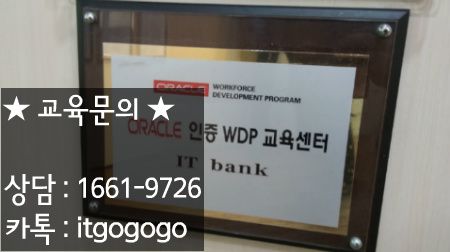 ORACLE WORKFORCE
DEVELOPMENT PROGRAM
★ 교육문의 ★
ORACLE 인증 WDP 교육센터
IT bank
상담 : 1661-9726
카톡 : itgogogo